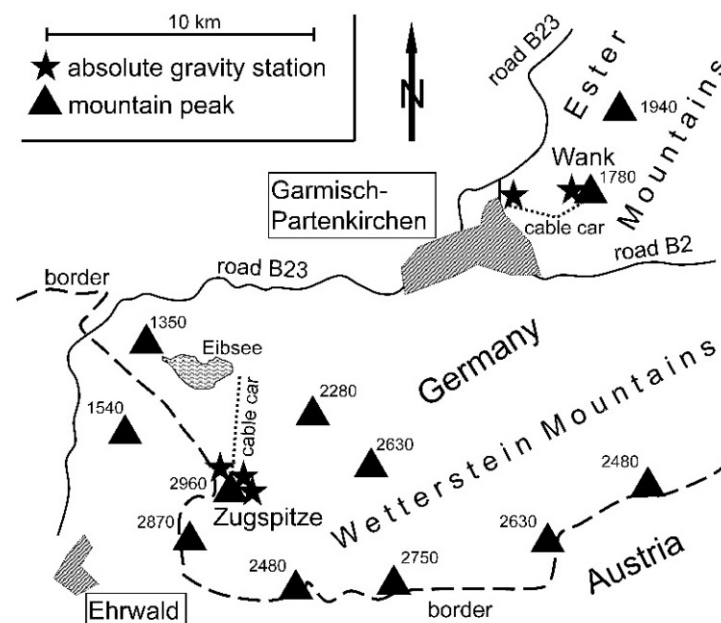 10 km
absolute gravity station
mountain peak
N
road B23
Ester
Mountains
1940
Wank
1780
Garmisch-
Partenkirchen
cable car
road B2
border
road B23
1350
Eibsee
Germany
2280
cable car
1540
2630
Wetterstein Mountains
2480
2960
Zugspitze
2870
2630
Austria
2480
2750
Ehrwald
border